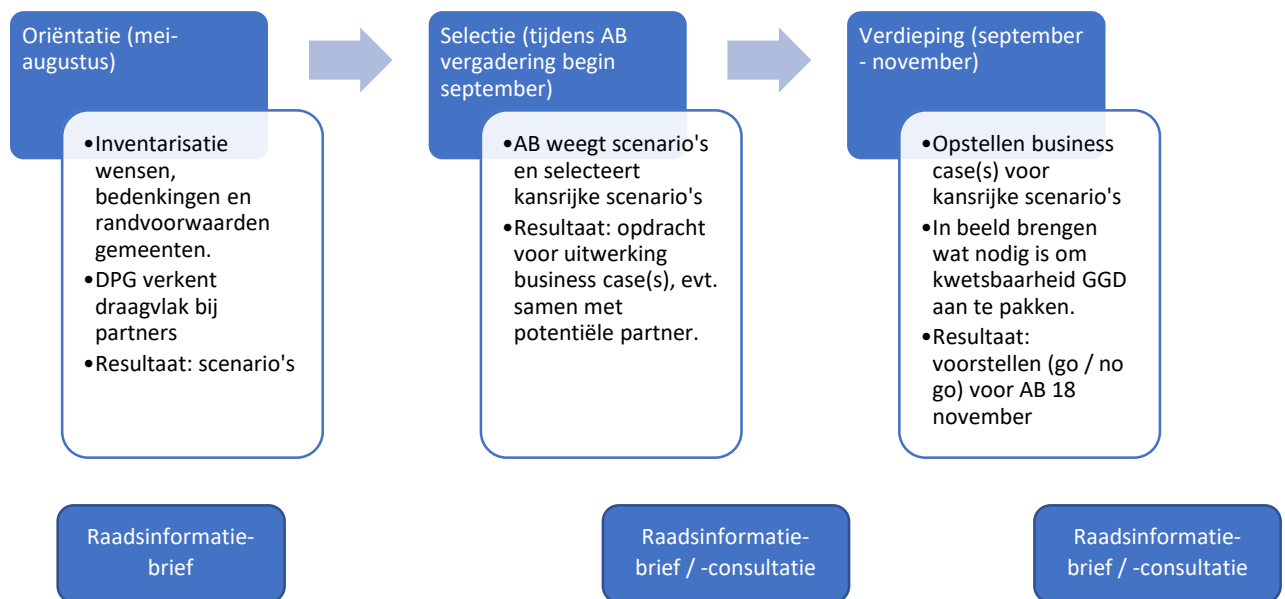 Oriëntatie (mei-
augustus)
•Inventarisatie
wensen,
bedenkingen en
randvoorwaarden
gemeenten.
•DPG verkent
draagvlak bij
partners
•Resultaat: scenario's
Selectie (tijdens AB
vergadering begin
september)
•AB weegt scenario's
en selecteert
kansrijke scenario's
•Resultaat: opdracht
voor uitwerking
business case(s), evt.
samen met
potentiële partner.
Verdieping (september
- november)
•Opstellen business
case(s) voor
kansrijke scenario's
•In beeld brengen
wat nodig is om
kwetsbaarheid GGD
aan te pakken.
•Resultaat:
voorstellen (go / no
go) voor AB 18
november
Raadsinformatie-
brief
Raadsinformatie-
brief / -consultatie
Raadsinformatie-
brief / -consultatie